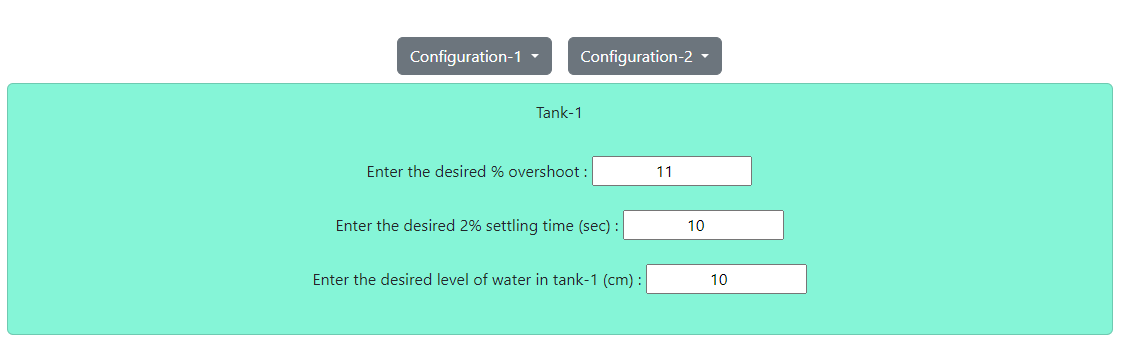 Configuration-1 Configuration-2
Tank-1
Enter the desired % overshoot : 11
Enter the desired 2% settling time (sec) : 10
Enter the desired level of water in tank-1 (cm) : 10